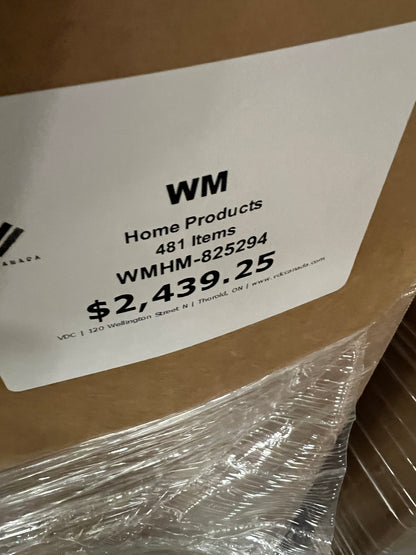 WM
Home Products
481 Items
WMHM-825294
$2,439.25
VDC | 120 Wellington Street N | Thorold, ON | www.vdccanada.com